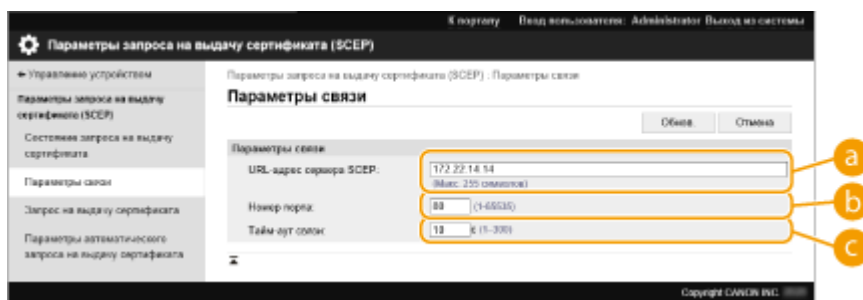 К порталу Вход пользователя: Administrator Выход из системы
Параметры запроса на выдачу сертификата (SCEP)
Управление устройством
Параметры запроса на выдачу сертификата (SCEP) : Параметры связи
Параметры запроса на выдачу
сертификата (SCEP)
Параметры связи
Состояние запроса на выдачу
сертификата
Обнов. Отмена
Параметры связи
Параметры связи
URL-адрес сервера SCEP: 172.22.14.14
(Макс. 255 символов)
a
Запрос на выдачу сертификата
Номер порта: 80 (1-65535)
b
Параметры автоматического
запроса на выдачу сертификата
Тайм-аут связи: 10 с (1-300)
c
Copyright CANON INC.